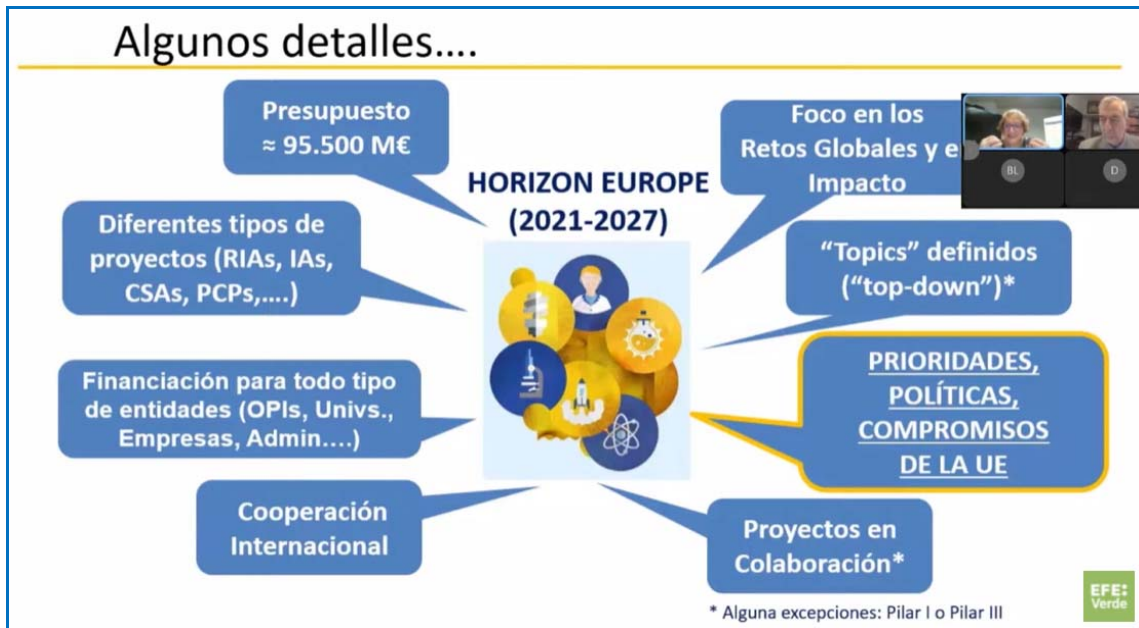 Algunos detalles....
Presupuesto
≈ 95.500 M€
Foco en los
Retos Globales y e
Impacto
BL
D
HORIZON EUROPE
(2021-2027)
Diferentes tipos de
proyectos (RIAs, IAs,
CSAs, PCPs,....)
“Topics” definidos
(“top-down”)*
Financiación para todo tipo
de entidades (OPIs, Univs.,
Empresas, Admin....)
PRIORIDADES,
POLÍTICAS,
COMPROMISOS
DE LA UE
Cooperación
Internacional
Proyectos en
Colaboración*
* Alguna excepciones: Pilar I o Pilar III
EFE:
Verde